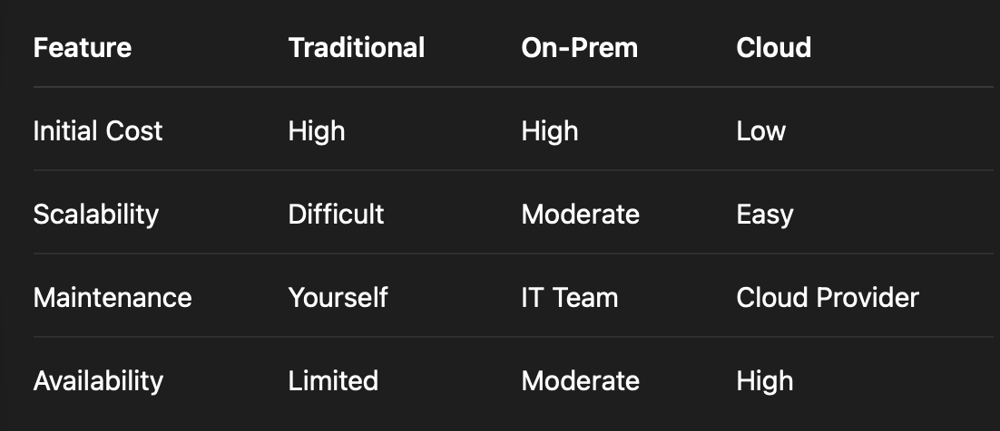 Feature Traditional On-Prem Cloud
Initial Cost High High Low
Scalability Difficult Moderate Easy
Maintenance Yourself IT Team Cloud Provider
Availability Limited Moderate High